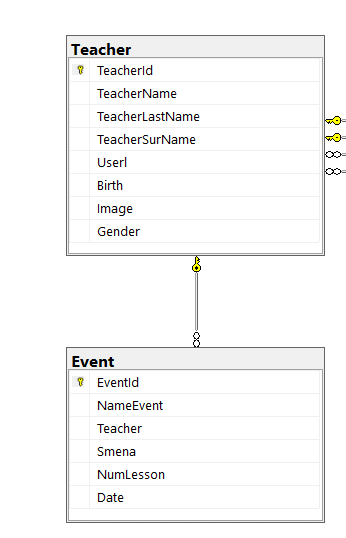 Teacher
TeacherId
TeacherName
TeacherLastName
TeacherSurName
UserI
Birth
Image
Gender
Event
EventId
NameEvent
Teacher
Smena
NumLesson
Date